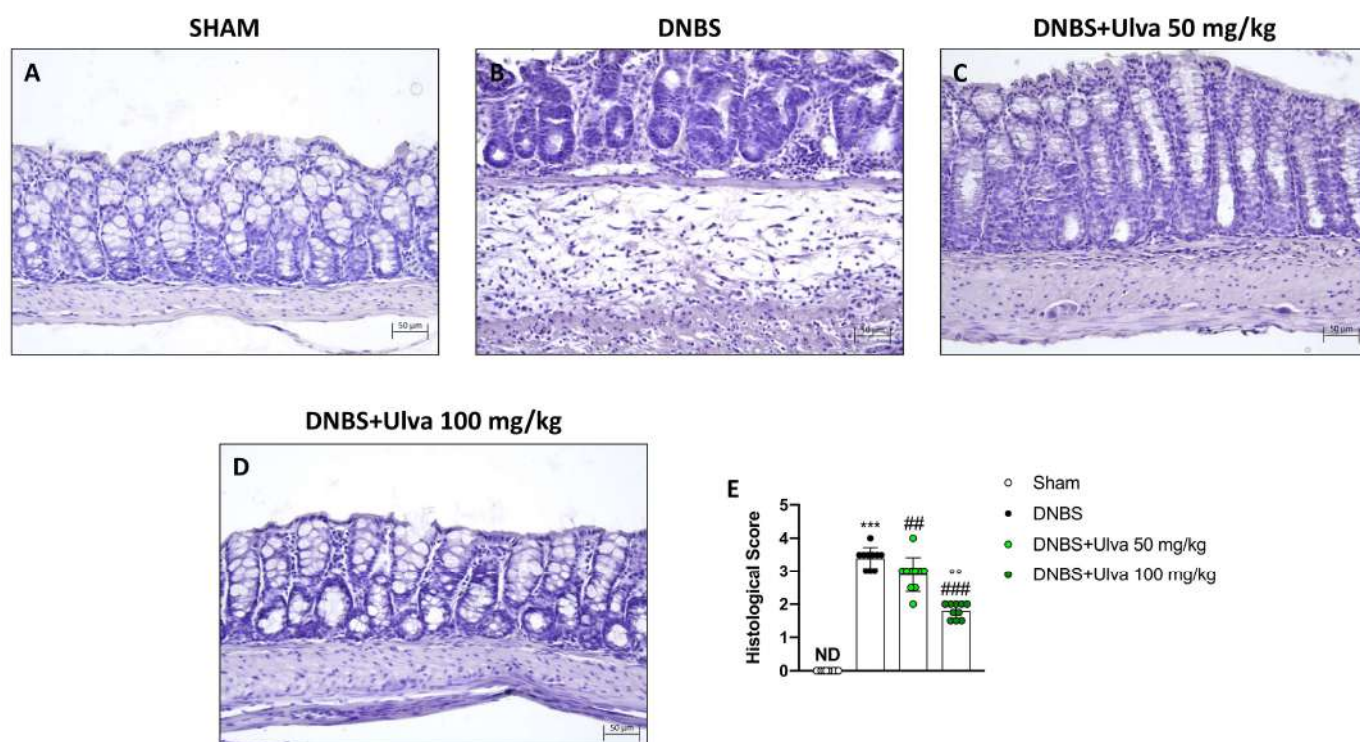 SHAM
DNBS
DNBS+Ulva 50 mg/kg
A
B
C
50 µm
50 µm
50 µm
DNBS+Ulva 100 mg/kg
D
50 µm
E
Histological Score
5
4
3
2
1
0
ND
***
##
°°
###
Sham
DNBS
DNBS+Ulva 50 mg/kg
DNBS+Ulva 100 mg/kg